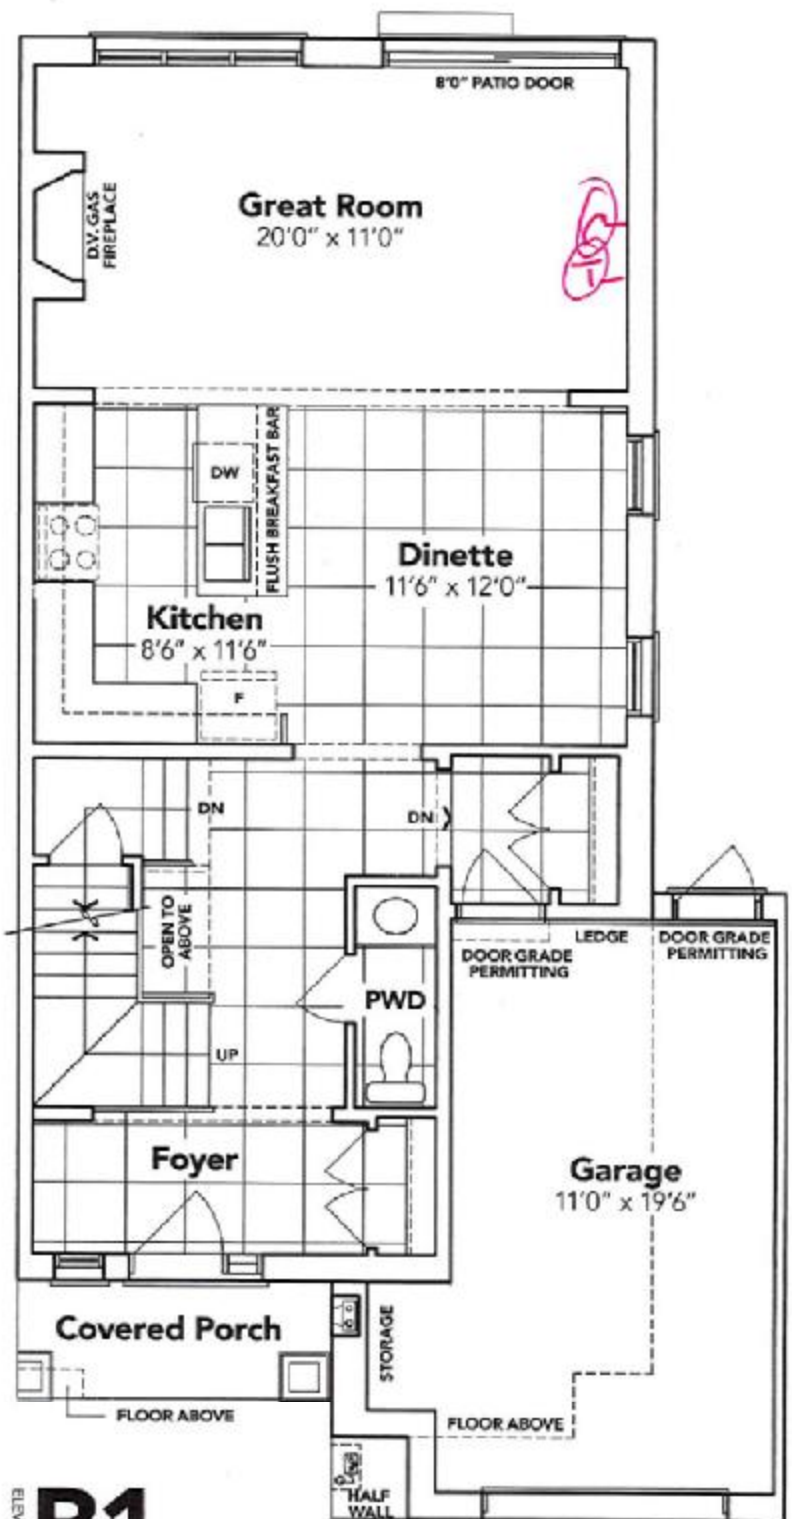 8'0" PATIO DOOR
D.V. GAS
FIREPLACE
Great Room
20'0" x 11'0"
C
T
DW
FLUSH BREAKFAST BAR
Dinette
11'6" x 12'0"
Kitchen
8'6" x 11'6"
F
DN
DN
OPEN TO
ABOVE
LEDGE
DOOR GRADE
PERMITTING
DOOR GRADE
PERMITTING
PWD
UP
Foyer
Garage
11'0" x 19'6"
Covered Porch
STORAGE
FLOOR ABOVE
FLOOR ABOVE
HALF
WALL
B1